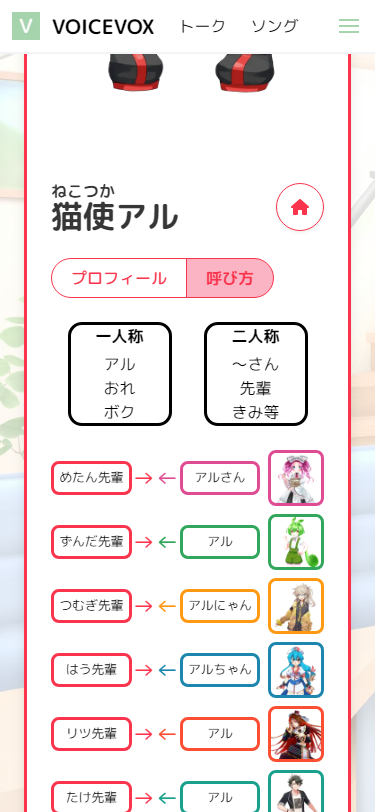 V VOICEVOX トーク ソング
ねこつか
猫使アル
プロフィール 呼び方
一人称 二人称
アル ～さん
おれ 先輩
ボク きみ等
めたん先輩 → ← アルさん
ずんだ先輩 → ← アル
つむぎ先輩 → ← アルにゃん
はう先輩 → ← アルちゃん
リツ先輩 → ← アル
たけ先輩 → ← アル